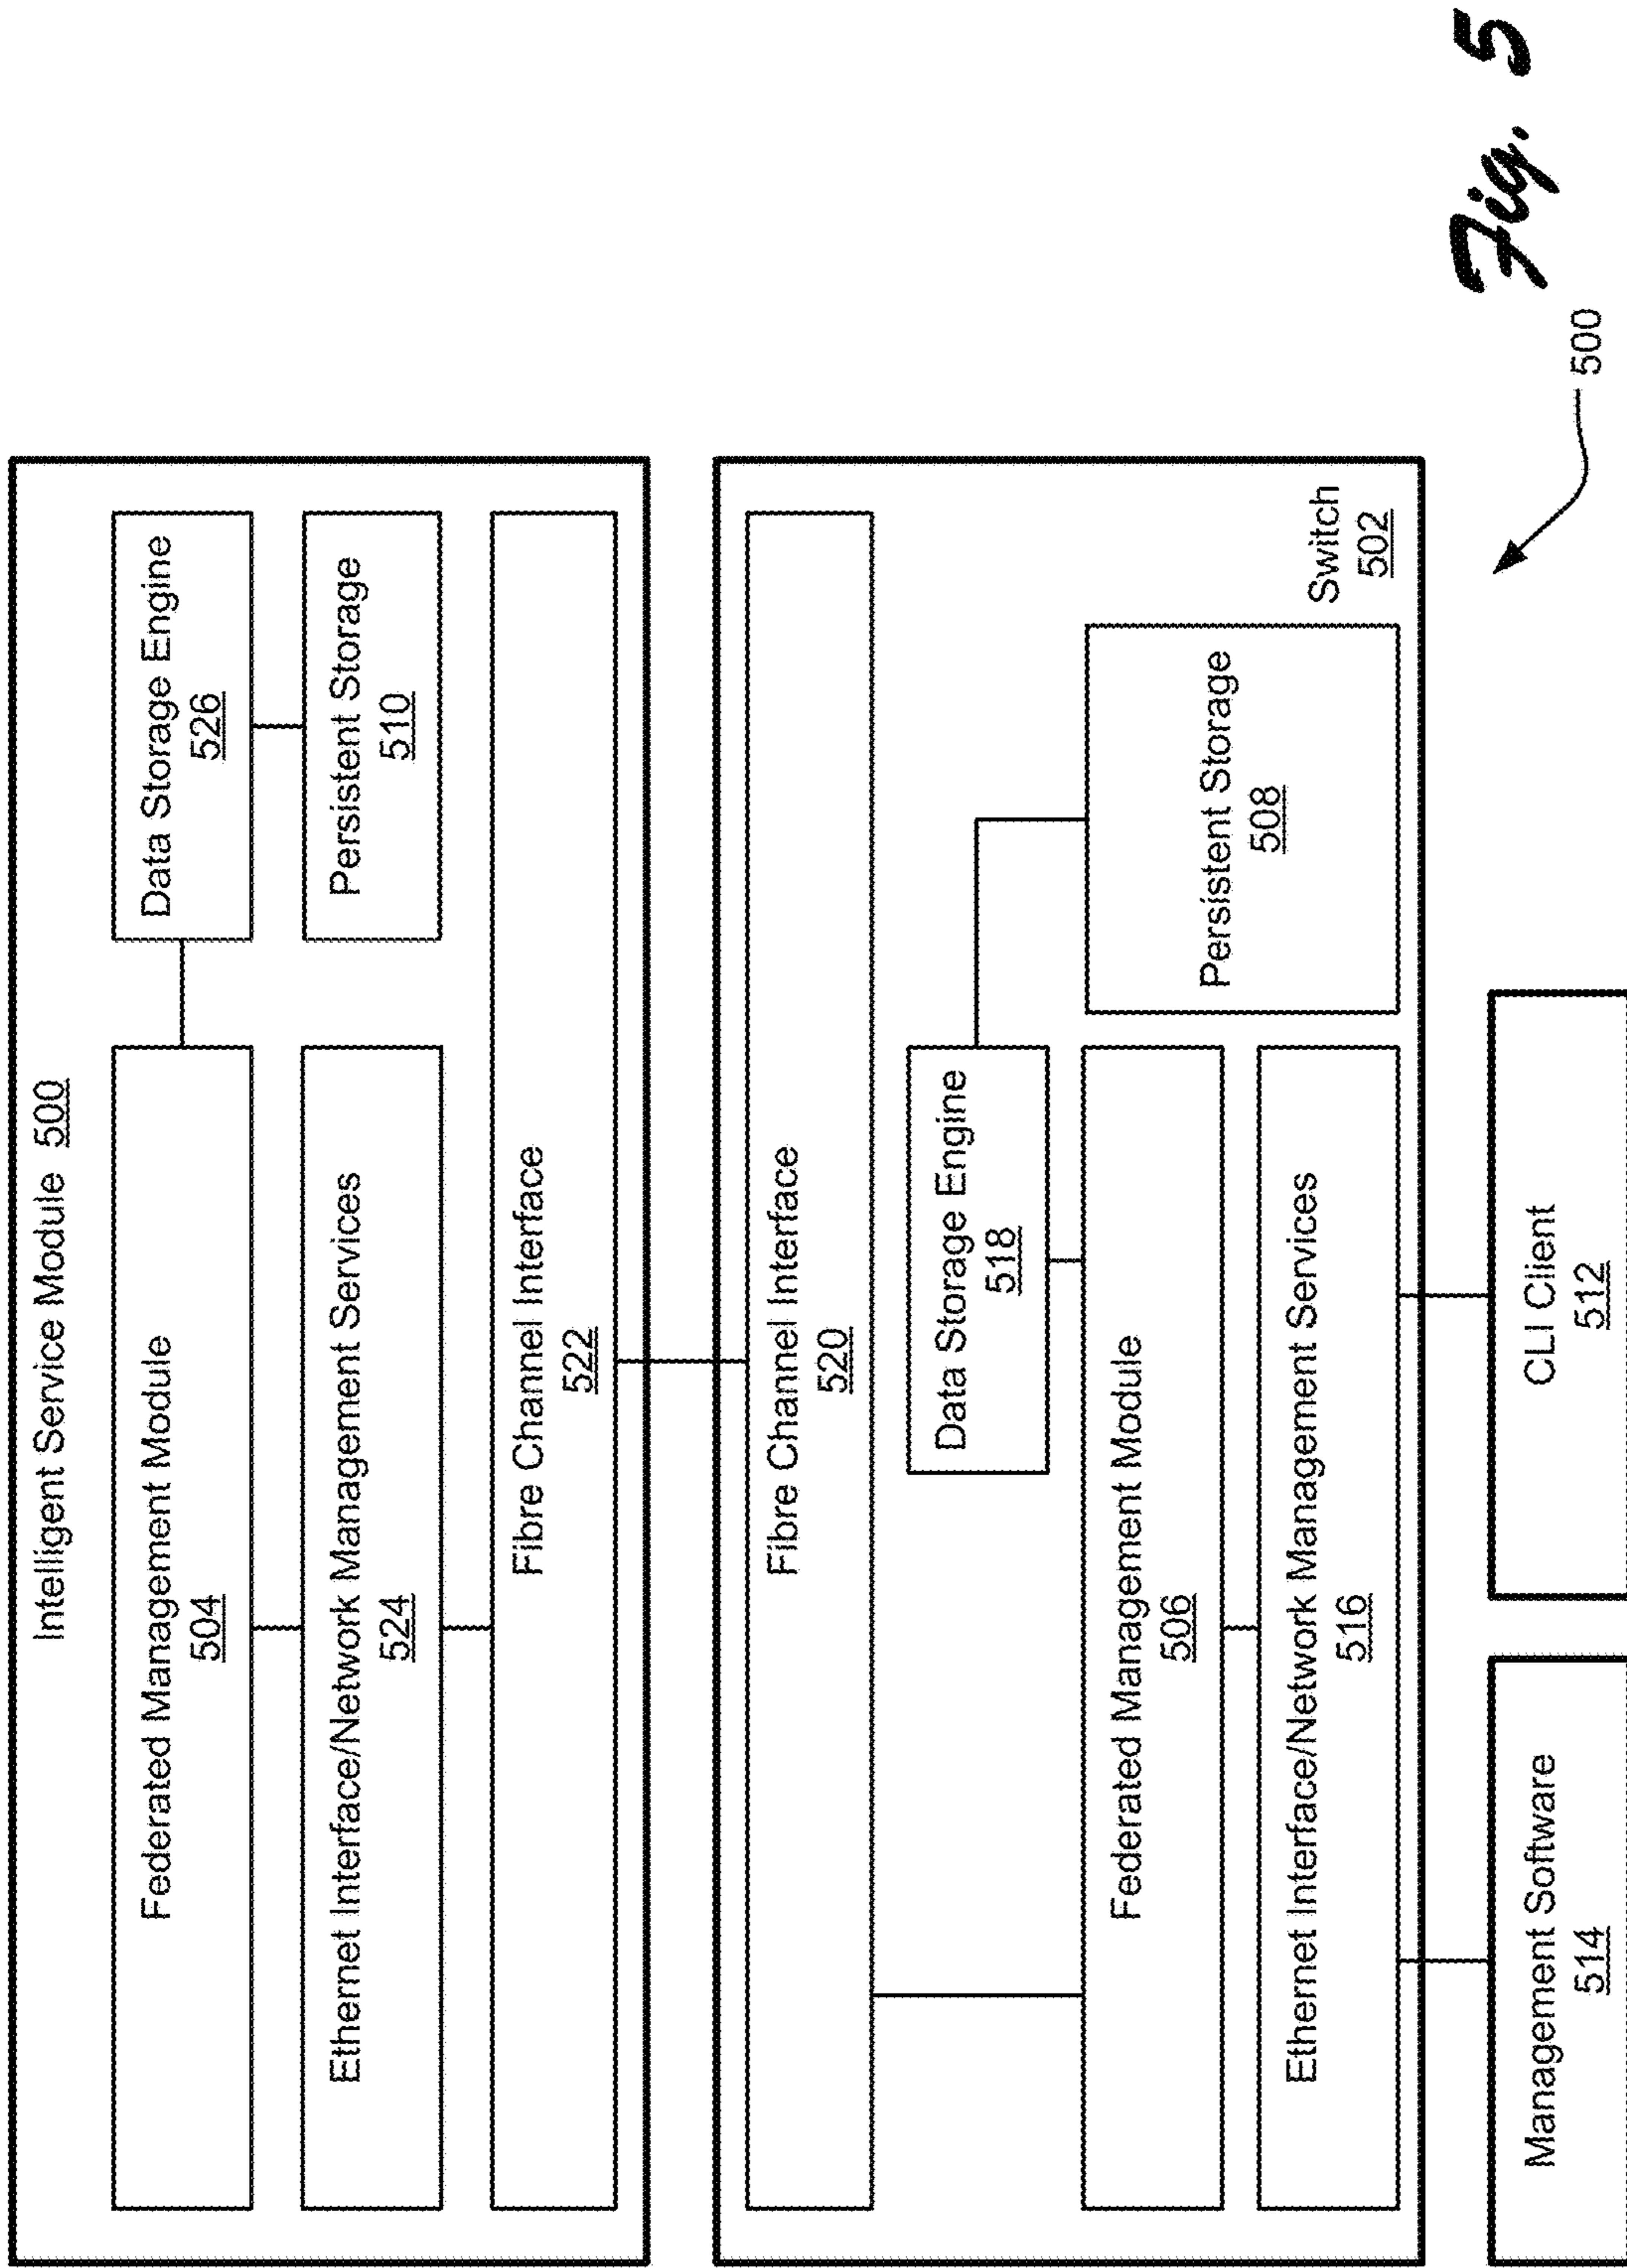 Intelligent Service Module 500
Federated Management Module
504
Data Storage Engine
526
Ethernet Interface/Network Management Services
524
Persistent Storage
510
Fibre Channel Interface
522
Fibre Channel Interface
520
Data Storage Engine
518
Federated Management Module
506
Persistent Storage
508
Ethernet Interface/Network Management Services
516
Switch
502
Management Software
514
CLI Client
512
500
Fig. 5